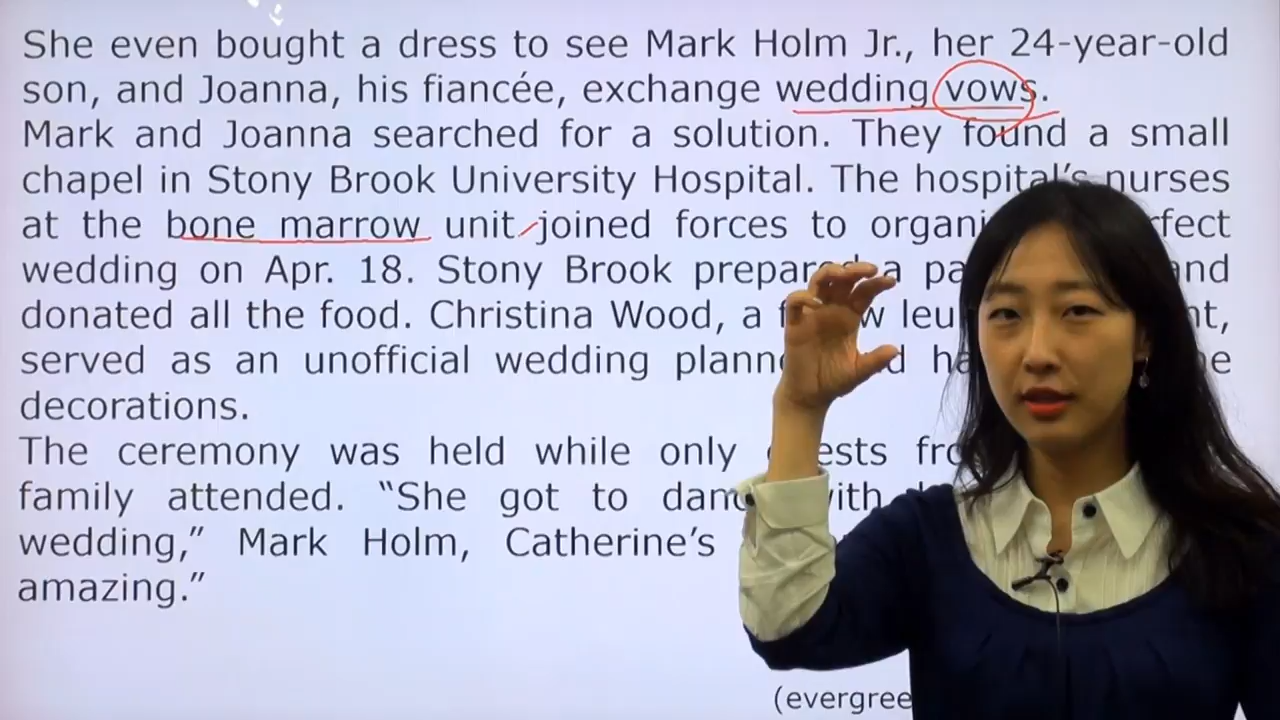 She even bought a dress to see Mark Holm Jr., her 24-year-old
son, and Joanna, his fiancée, exchange wedding vows.
Mark and Joanna searched for a solution. They found a small
chapel in Stony Brook University Hospital. The hospital's nurses
at the bone marrow unit joined forces to
wedding on Apr. 18. Stony Brook prepared a and
donated all the food. Christina Wood, a
served as an unofficial wedding
decorations.
The ceremony was held while only
family attended. “She got to
wedding,” Mark Holm, Catherine’s
amazing.”